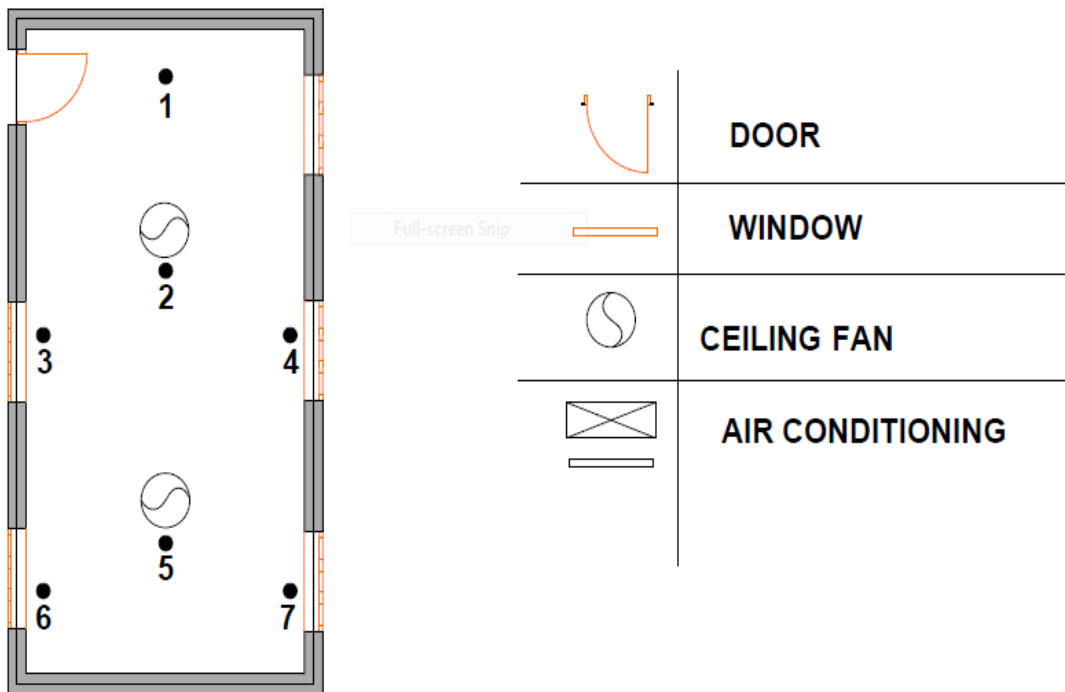 1
2
3
4
5
6
7
DOOR
Full-screen Snip
WINDOW
CEILING FAN
AIR CONDITIONING